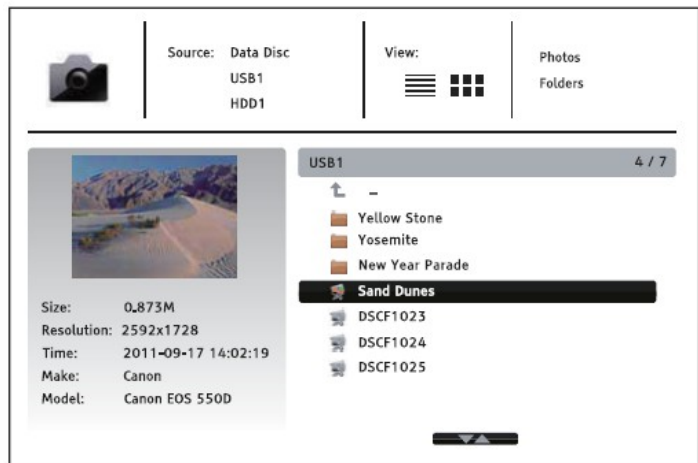 Source: Data Disc
USB1
HDD1
View:
Photos
Folders
USB1 4 / 7
–
Yellow Stone
Yosemite
New Year Parade
Sand Dunes
DSCF1023
DSCF1024
DSCF1025
Size: 0.873M
Resolution: 2592x1728
Time: 2011-09-17 14:02:19
Make: Canon
Model: Canon EOS 550D